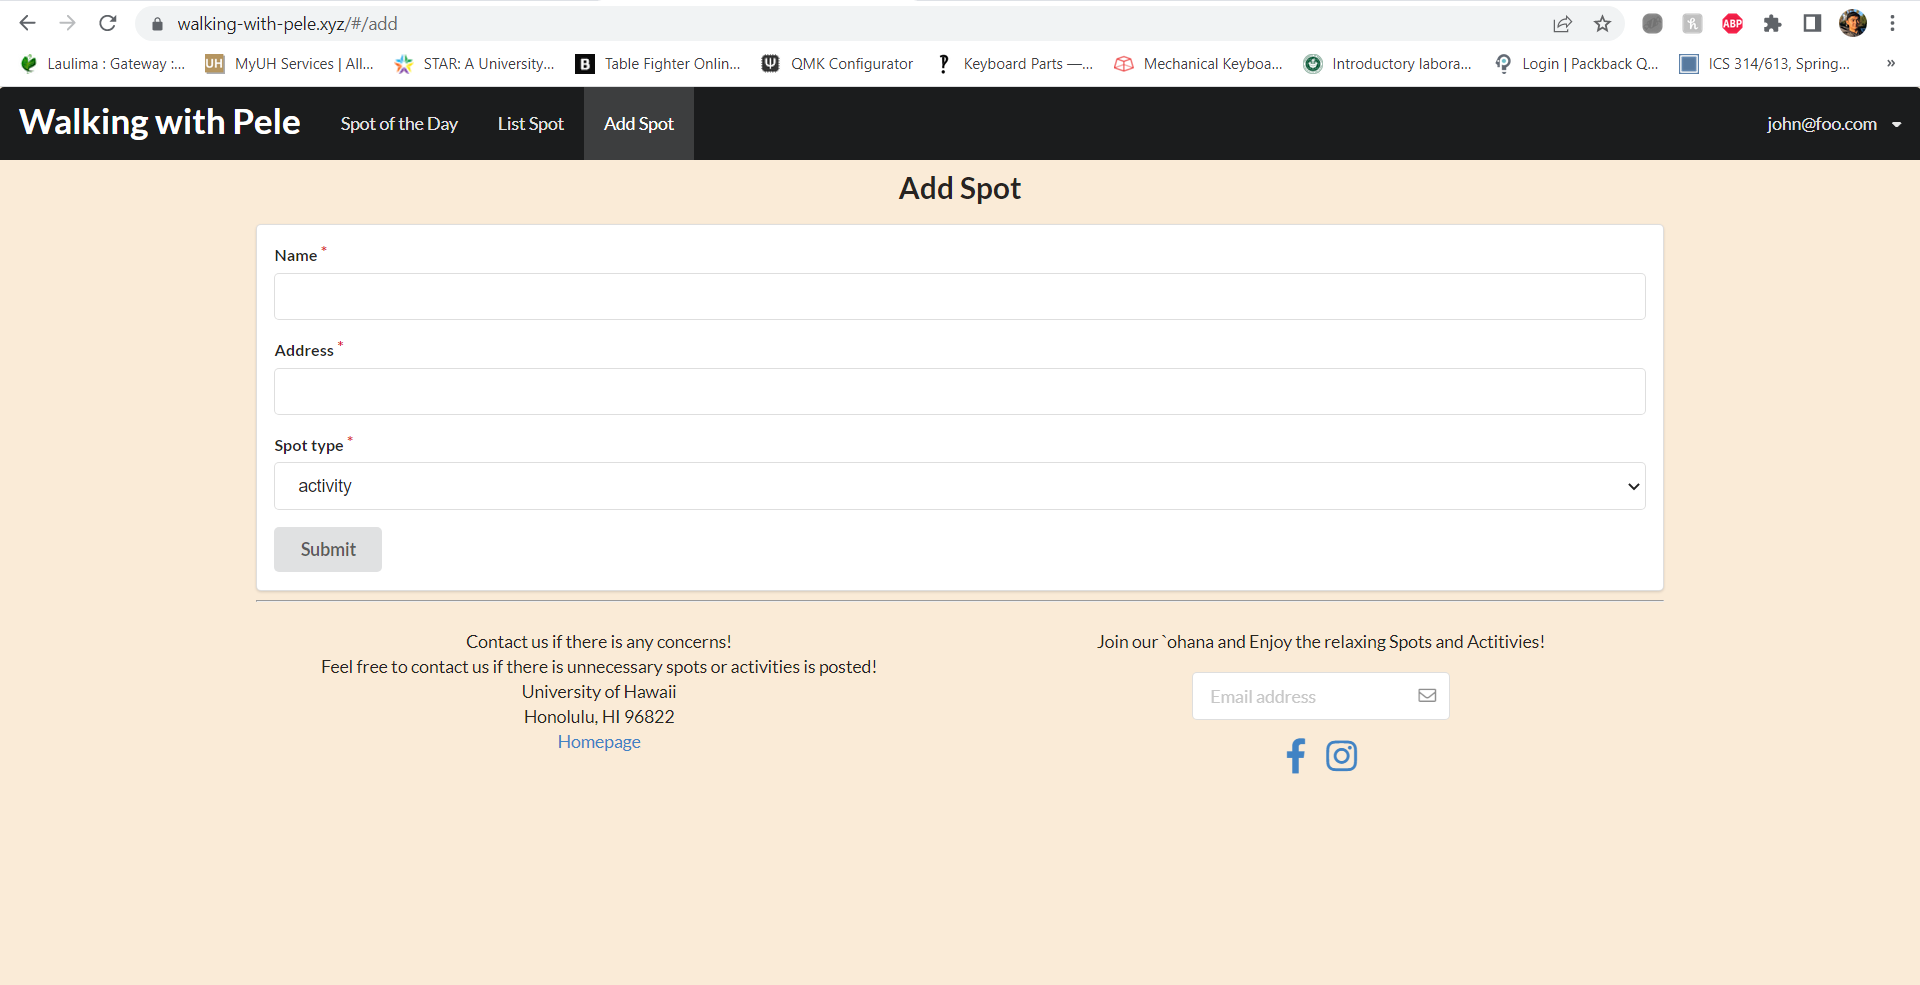 walking-with-pele.xyz/#/add
ABP
Laulima : Gateway :...
UH MyUH Services | All...
STAR: A University...
B Table Fighter Onlin...
QMK Configurator
Keyboard Parts —...
Mechanical Keyboa...
Introductory labora...
Login | Packback Q...
ICS 314/613, Spring...
»
Walking with Pele
Spot of the Day
List Spot
Add Spot
john@foo.com
Add Spot
Name *
Address *
Spot type *
activity
Submit
Contact us if there is any concerns!
Feel free to contact us if there is unnecessary spots or activities is posted!
University of Hawaii
Honolulu, HI 96822
Homepage
Join our `ohana and Enjoy the relaxing Spots and Actitivies!
Email address